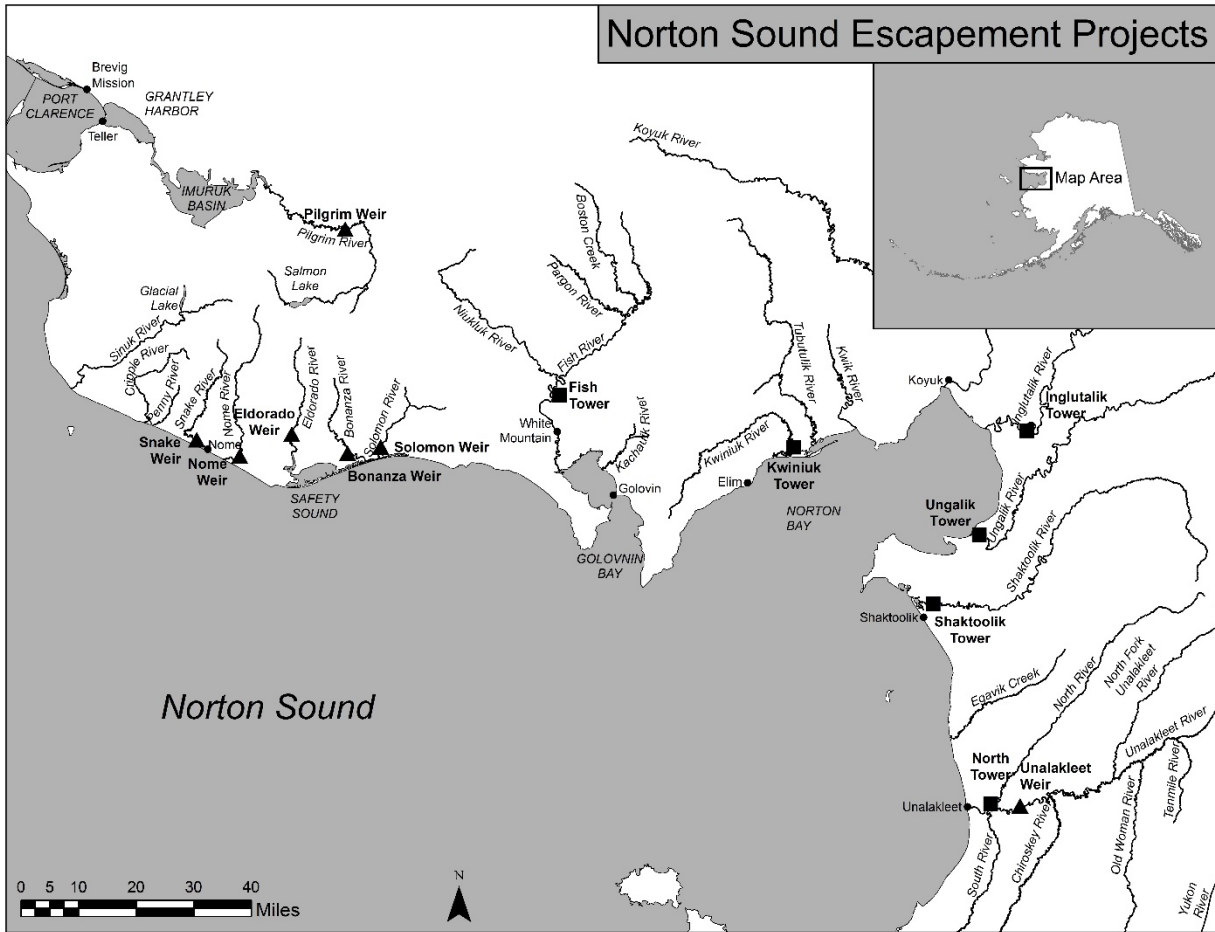 Norton Sound Escapement Projects
Brevig
Mission
PORT
CLARENCE
GRANTLEY
HARBOR
Teller
IMURUK
BASIN
Pilgrim Weir
Pilgrim River
Salmon
Lake
Glacial
Lake
Sinuk River
Cripple River
Penny River
Snake River
Nome River
Eldorado
Weir
Eldorado River
Bonanza River
Solomon River
Snake
Weir
Nome
Nome
Weir
Solomon Weir
Bonanza Weir
SAFETY
SOUND
Koyuk River
Boston Creek
Pargon River
Niukluk River
Fish River
Fish
Tower
White
Mountain
Kachavik River
Golovin
GOLOVNIN
BAY
Tubutulik River
Kwik River
Kwiniuk River
Kwiniuk
Tower
Elim
NORTON
BAY
Map Area
Koyuk
Inglutalik River
Inglutalik
Tower
Ungalik
Tower
Ungalik River
Shaktoolik River
Shaktoolik
Shaktoolik
Tower
Egavik Creek
North River
North Fork
Unalakleet
River
Unalakleet River
North
Tower
Unalakleet
Weir
Unalakleet
South River
Chiroskey River
Old Woman River
Tenmile River
Yukon
River
Norton Sound
0 5 10 20 30 40
Miles
N